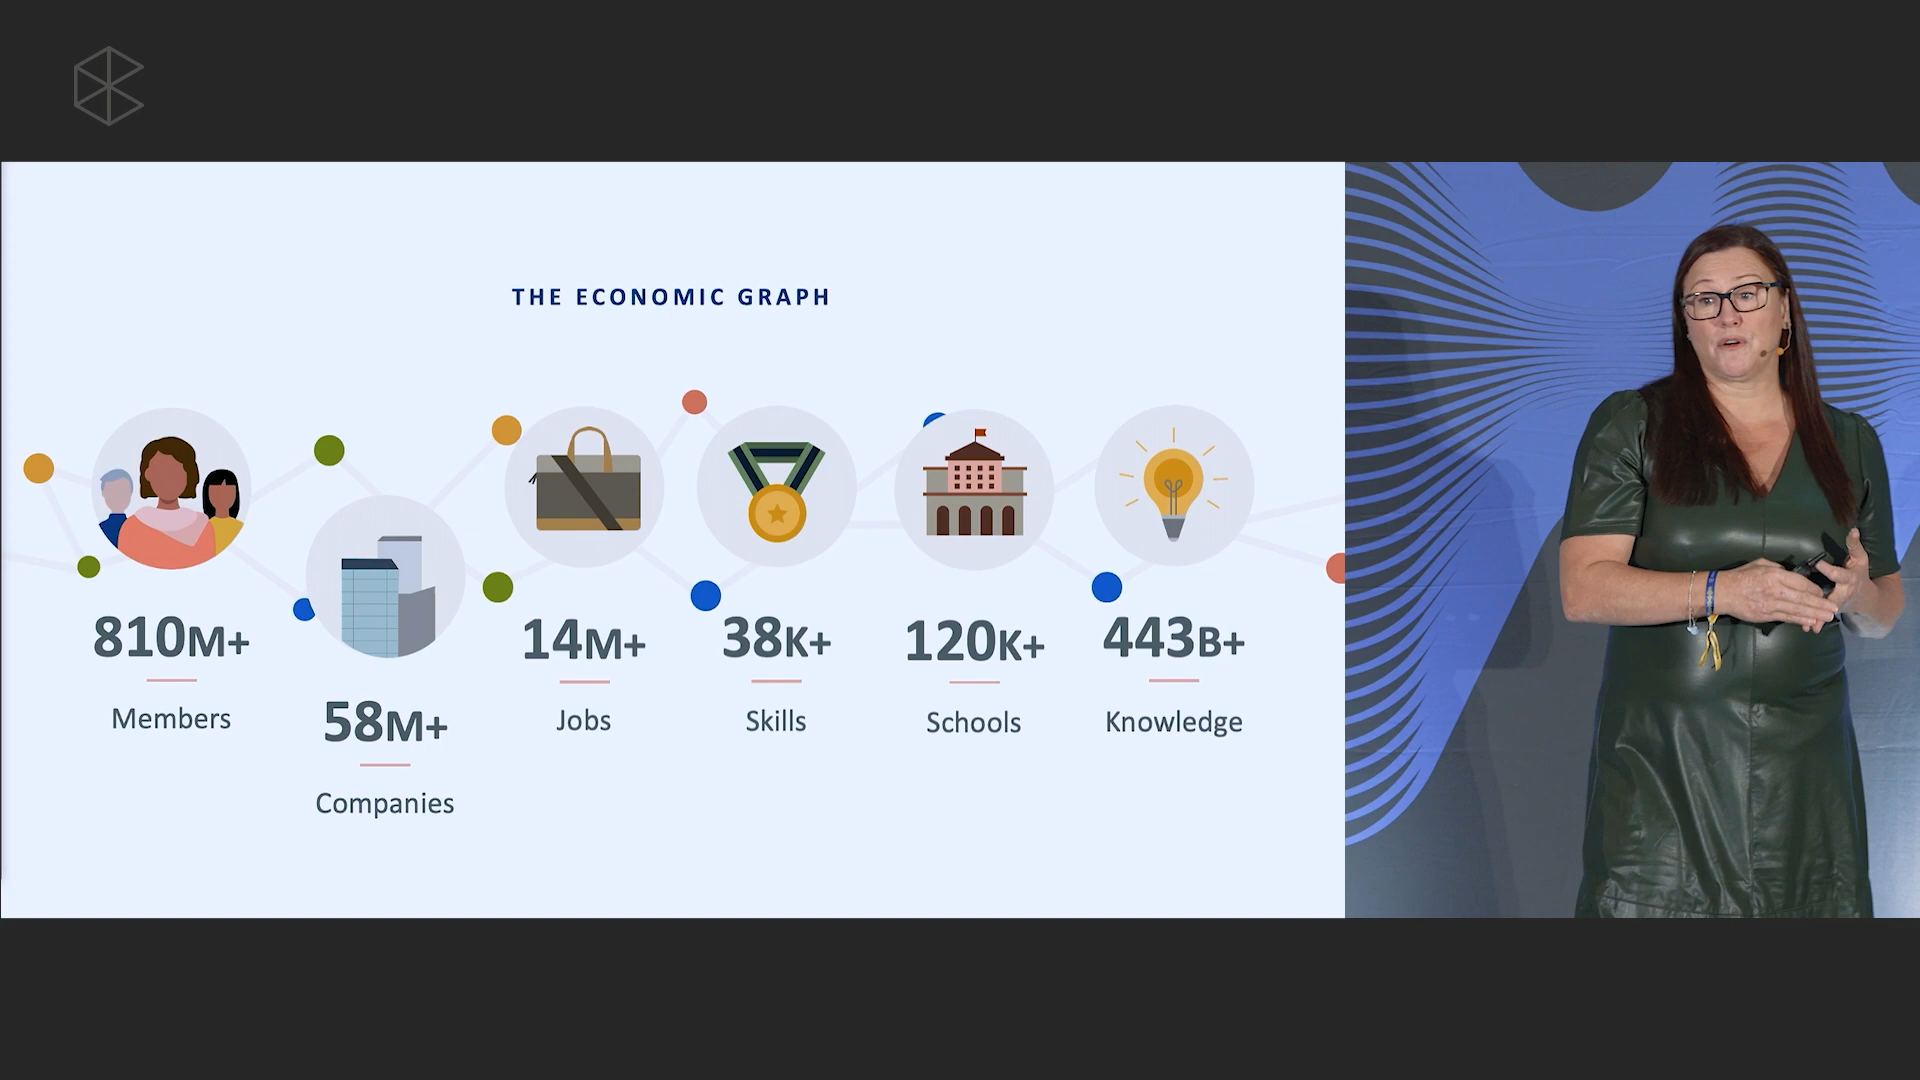 THE ECONOMIC GRAPH
810M+
Members
58M+
Companies
14M+
Jobs
38K+
Skills
120K+
Schools
443B+
Knowledge